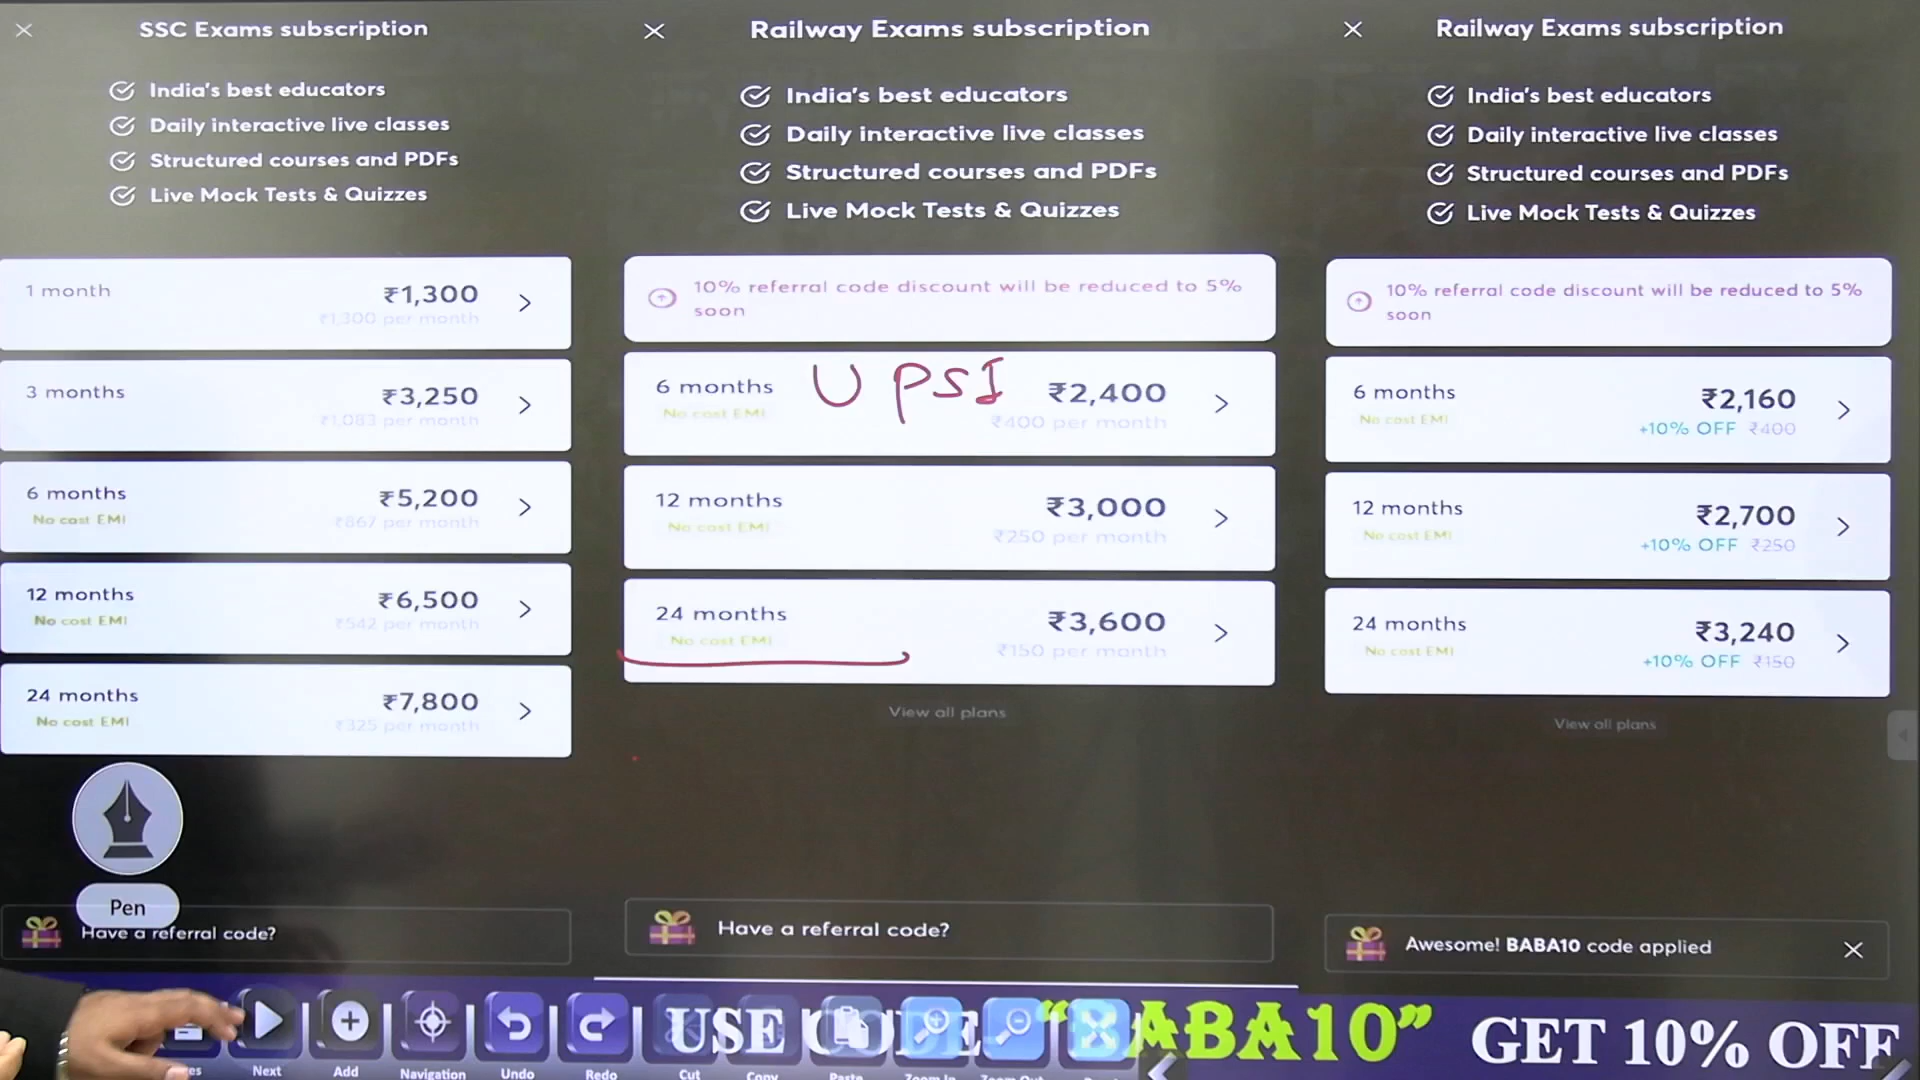 SSC Exams subscription
India's best educators
Daily interactive live classes
Structured courses and PDFs
Live Mock Tests & Quizzes
1 month
₹1,300
₹1,300 per month
3 months
₹3,250
₹1,083 per month
6 months
₹5,200
No cost EMI
₹867 per month
12 months
₹6,500
No cost EMI
₹542 per month
24 months
₹7,800
No cost EMI
₹325 per month
Pen
Have a referral code?
Railway Exams subscription
India's best educators
Daily interactive live classes
Structured courses and PDFs
Live Mock Tests & Quizzes
10% referral code discount will be reduced to 5%
soon
6 months
UPSI
₹2,400
No cost EMI
₹400 per month
12 months
₹3,000
No cost EMI
₹250 per month
24 months
₹3,600
No cost EMI
₹150 per month
View all plans
Have a referral code?
Railway Exams subscription
India's best educators
Daily interactive live classes
Structured courses and PDFs
Live Mock Tests & Quizzes
10% referral code discount will be reduced to 5%
soon
6 months
₹2,160
No cost EMI
+10% OFF ₹400
12 months
₹2,700
No cost EMI
+10% OFF ₹250
24 months
₹3,240
No cost EMI
+10% OFF ₹150
View all plans
Awesome! BABA10 code applied
USE CODE "BABA10" GET 10% OFF
Next Add Navigation Undo Redo Cut Copy Paste Zoom In Zoom Out